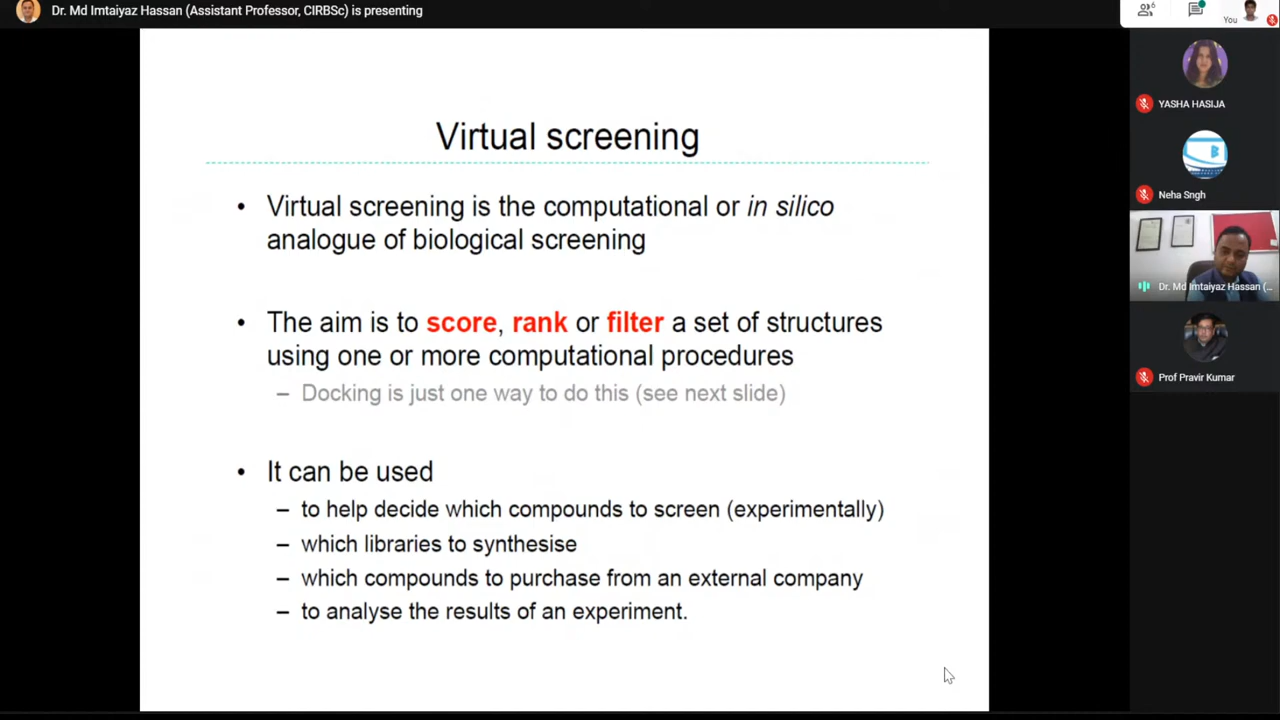 Dr. Md Imtaiyaz Hassan (Assistant Professor, CIRBSc) is presenting
6
You
Virtual screening
• Virtual screening is the computational or in silico
analogue of biological screening
• The aim is to score, rank or filter a set of structures
using one or more computational procedures
– Docking is just one way to do this (see next slide)
• It can be used
– to help decide which compounds to screen (experimentally)
– which libraries to synthesise
– which compounds to purchase from an external company
– to analyse the results of an experiment.
YASHA HASIJA
Neha Sngh
Dr. Md Imtaiyaz Hassan (...
Prof Pravir Kumar